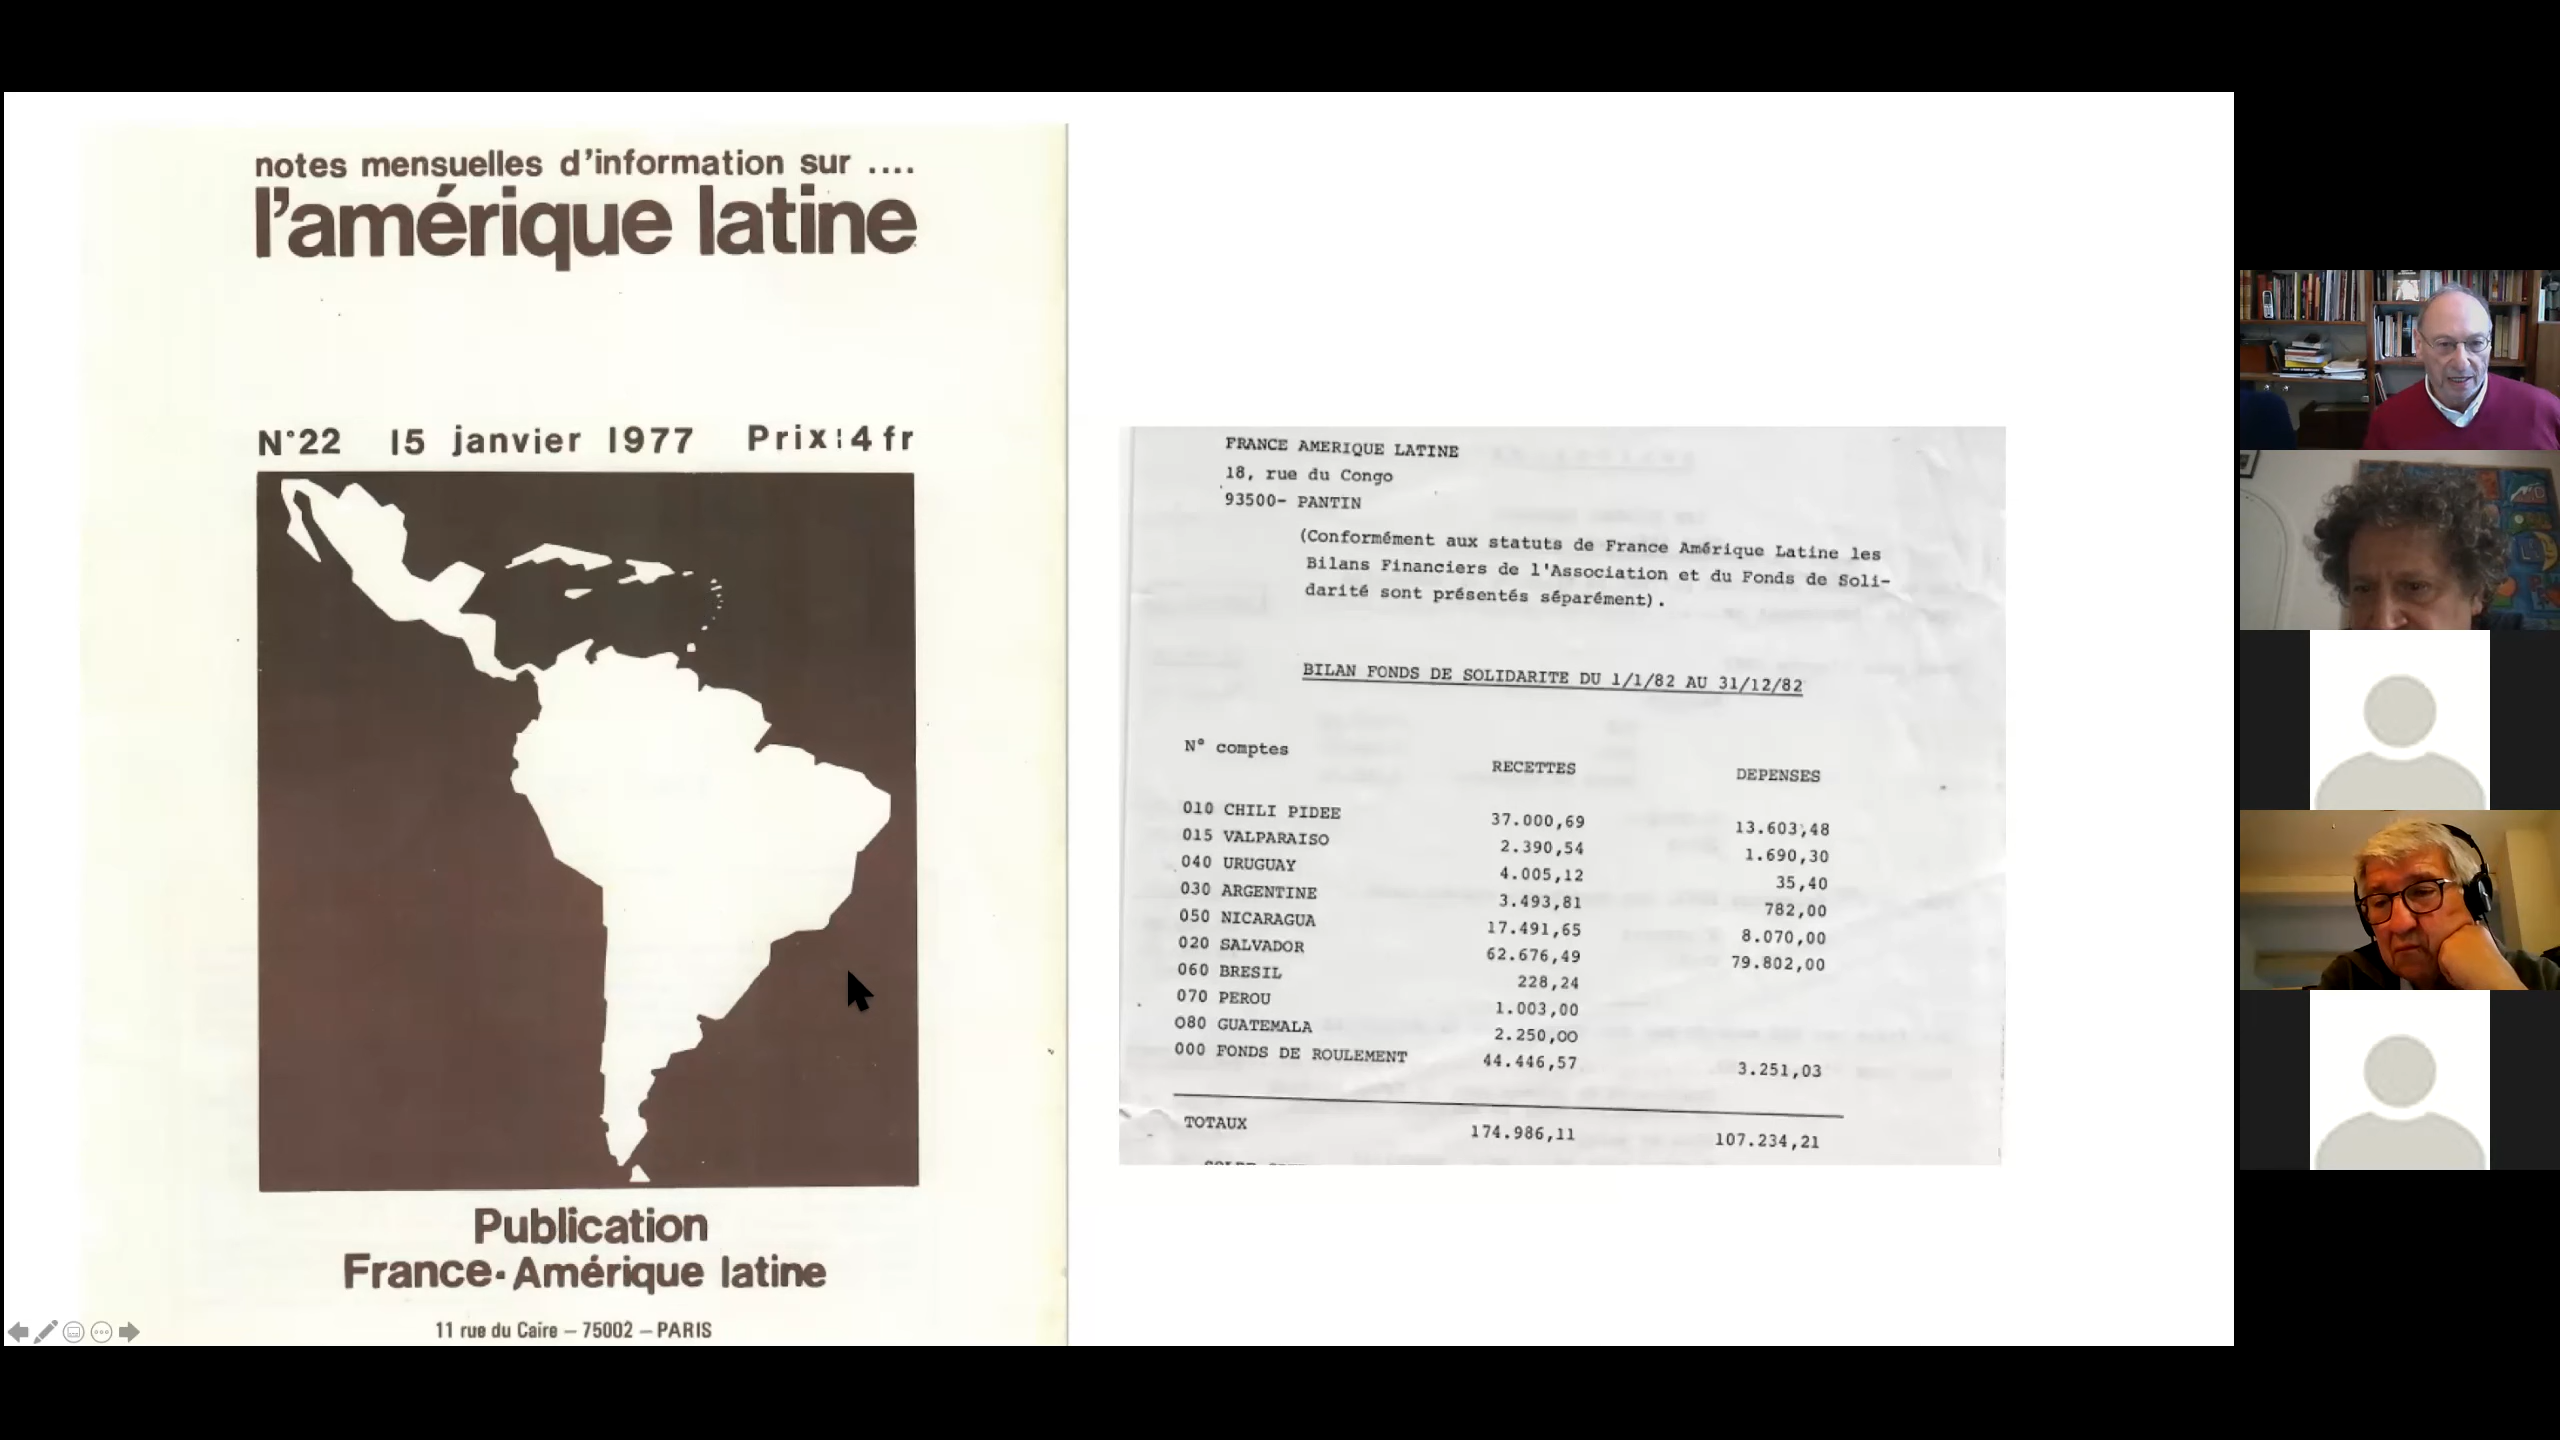 notes mensuelles d'information sur ....
l'amérique latine
N°22 15 janvier 1977 Prix:4 fr
Publication
France-Amérique latine
11 rue du Caire – 75002 – PARIS
FRANCE AMERIQUE LATINE
18, rue du Congo
93500- PANTIN
(Conformément aux statuts de France Amérique Latine les
Bilans Financiers de l'Association et du Fonds de Soli-
darité sont présentés séparément).
BILAN FONDS DE SOLIDARITE DU 1/1/82 AU 31/12/82
N° comptes RECETTES DEPENSES
010 CHILI PIDEE 37.000,69 13.603,48
015 VALPARAISO 2.390,54 1.690,30
040 URUGUAY 4.005,12 35,40
030 ARGENTINE 3.493,81 782,00
050 NICARAGUA 17.491,65 8.070,00
020 SALVADOR 62.676,49 79.802,00
060 BRESIL 228,24
070 PEROU 1.003,00
080 GUATEMALA 2.250,00
000 FONDS DE ROULEMENT 44.446,57 3.251,03
TOTAUX 174.986,11 107.234,21